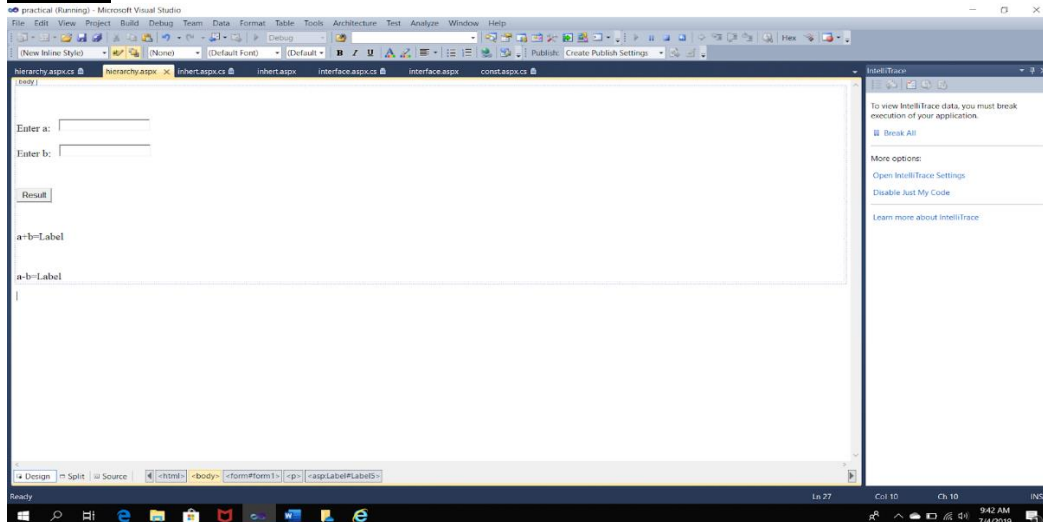 practical (Running) - Microsoft Visual Studio
File Edit View Project Build Debug Team Data Format Table Tools Architecture Test Analyze Window Help
Debug Hex
(New Inline Style) (None) (Default Font) (Default B I U A Publish: Create Publish Settings
hierarchy.aspx.cs hierarchy.aspx inhert.aspx.cs inhert.aspx interface.aspx.cs interface.aspx const.aspx.cs
body
Enter a:
Enter b:
Result
a+b=Label
a-b=Label
IntelliTrace
To view IntelliTrace data, you must break
execution of your application.
Break All
More options:
Open IntelliTrace Settings
Disable Just My Code
Learn more about IntelliTrace
Design Split Source <html> <body> <form#form1> <p> <asp:Label#Label5>
Ready Ln 27 Col 10 Ch 10 INS
9:42 AM
7/4/2019